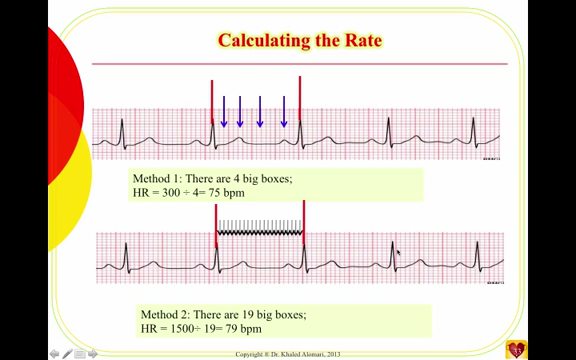 Calculating the Rate
Method 1: There are 4 big boxes;
HR = 300 ÷ 4= 75 bpm
Method 2: There are 19 big boxes;
HR = 1500÷ 19= 79 bpm
Copyright © Dr. Khaled Alomari, 2013